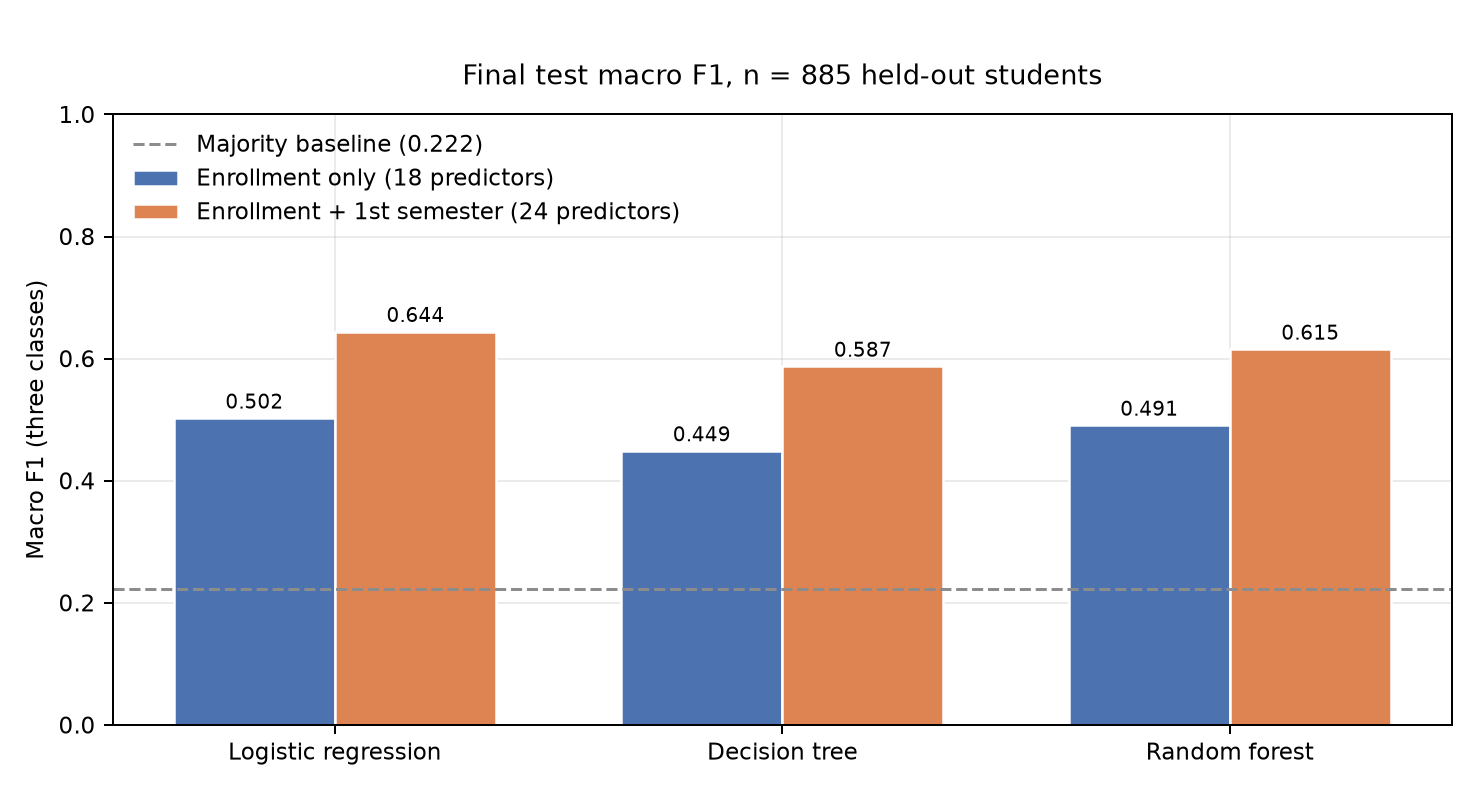 Final test macro F1, n = 885 held-out students
Macro F1 (three classes)
1.0
0.8
0.6
0.4
0.2
0.0
Majority baseline (0.222)
Enrollment only (18 predictors)
Enrollment + 1st semester (24 predictors)
0.502
0.644
0.449
0.587
0.491
0.615
Logistic regression
Decision tree
Random forest